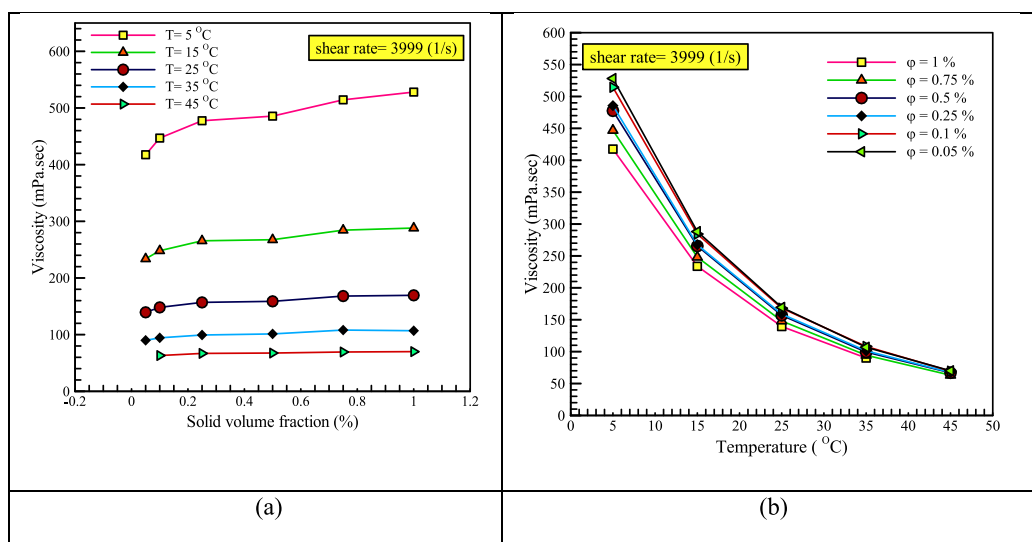 T= 5 °C
T= 15 °C
T= 25 °C
T= 35 °C
T= 45 °C
shear rate= 3999 (1/s)
Viscosity (mPa.sec)
600
500
400
300
200
100
0
-0.2 0 0.2 0.4 0.6 0.8 1 1.2
Solid volume fraction (%)
(a)
shear rate= 3999 (1/s)
φ = 1 %
φ = 0.75 %
φ = 0.5 %
φ = 0.25 %
φ = 0.1 %
φ = 0.05 %
Viscosity (mPa.sec)
600
550
500
450
400
350
300
250
200
150
100
50
0
0 5 10 15 20 25 30 35 40 45 50
Temperature ( °C)
(b)